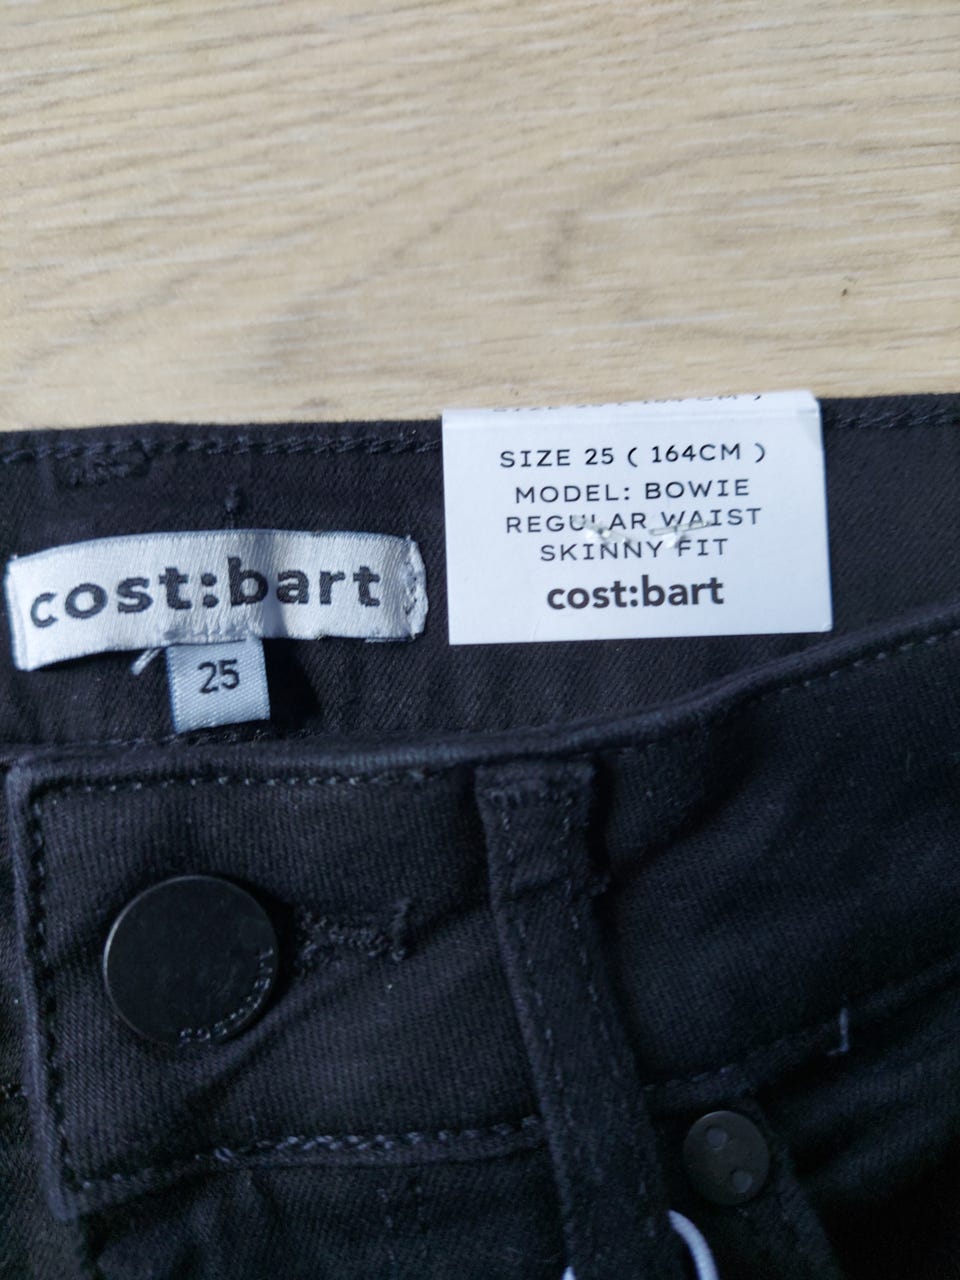 SIZE 25 ( 164CM )
MODEL: BOWIE
REGULAR WAIST
SKINNY FIT
cost:bart
cost:bart
25